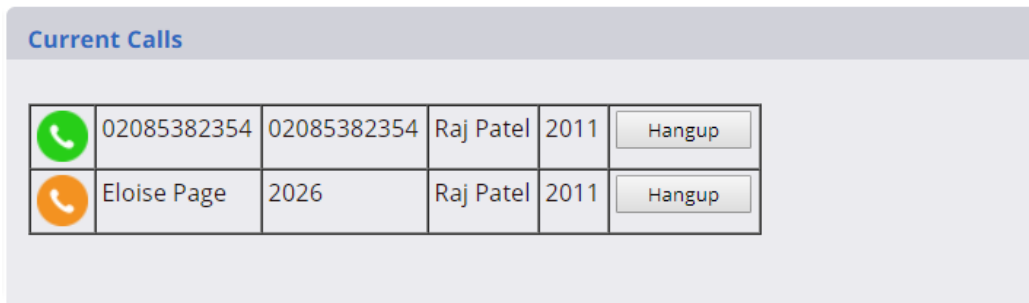 Current Calls
02085382354 02085382354 Raj Patel 2011 Hangup
Eloise Page 2026 Raj Patel 2011 Hangup